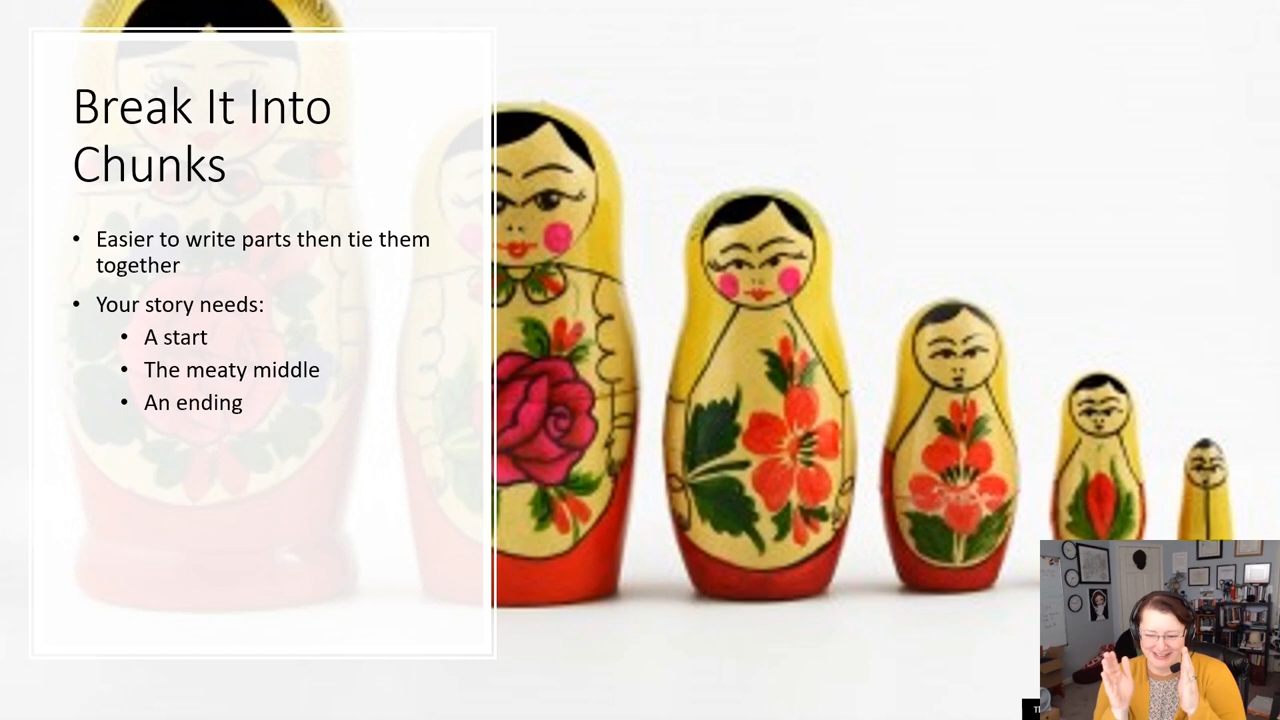 Break It Into
Chunks
• Easier to write parts then tie them
together
• Your story needs:
• A start
• The meaty middle
• An ending